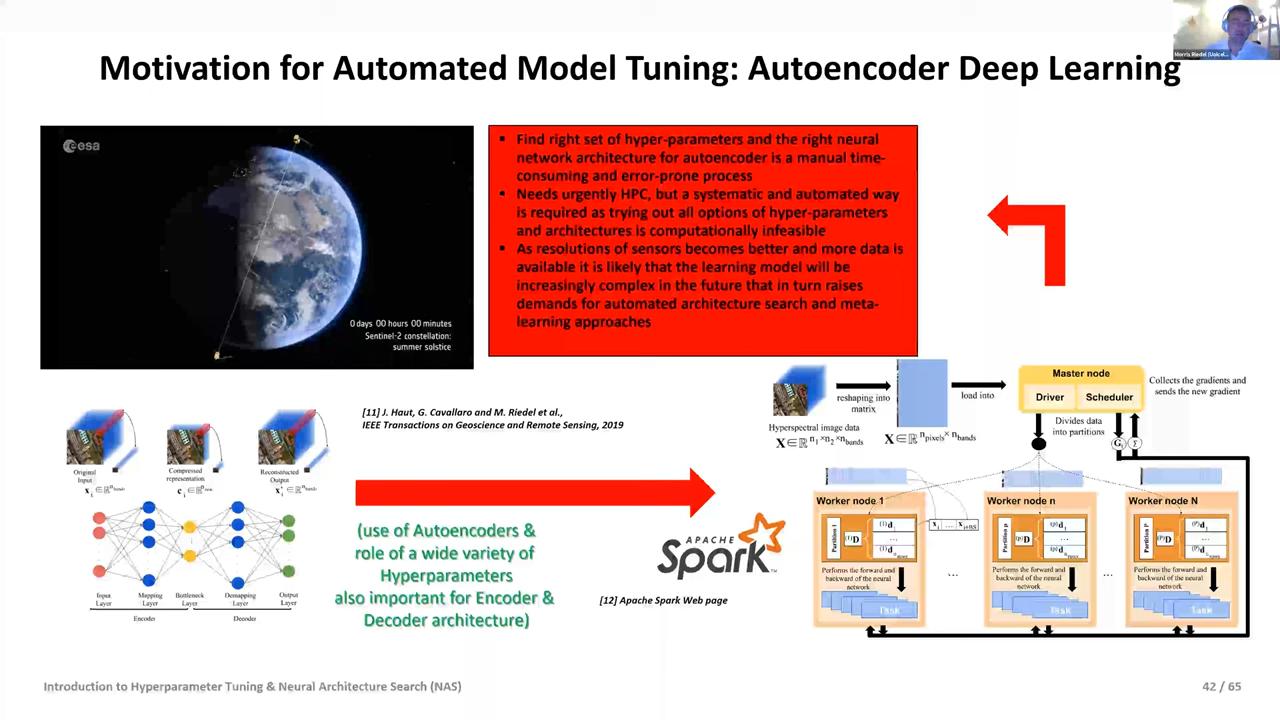 Motivation for Automated Model Tuning: Autoencoder Deep Learning
esa
0 days 00 hours 00 minutes
Sentinel-2 constellation:
summer solstice
▪ Find right set of hyper-parameters and the right neural
network architecture for autoencoder is a manual time-
consuming and error-prone process
▪ Needs urgently HPC, but a systematic and automated way
is required as trying out all options of hyper-parameters
and architectures is computationally infeasible
▪ As resolutions of sensors becomes better and more data is
available it is likely that the learning model will be
increasingly complex in the future that in turn raises
demands for automated architecture search and meta-
learning approaches
[11] J. Haut, G. Cavallaro and M. Riedel et al.,
IEEE Transactions on Geoscience and Remote Sensing, 2019
Original
Input
Compressed
representation
Reconstructed
Output
Input
Layer
Mapping
Layer
Bottleneck
Layer
Demapping
Layer
Output
Layer
Encoder
Decoder
(use of Autoencoders &
role of a wide variety of
Hyperparameters
also important for Encoder &
Decoder architecture)
APACHE
Spark
[12] Apache Spark Web page
Hyperspectral image data
X∈ℝ n1×n2×nbands
reshaping into
matrix
X∈ℝ npixels×nbands
load into
Master node
Driver
Scheduler
Collects the gradients and
sends the new gradient
Divides data
into partitions
Worker node 1
Partition 1
Performs the forward and
backward of the neural
network
Task
...
Worker node n
Partition p
Performs the forward and
backward of the neural
network
Task
...
Worker node N
Partition P
Performs the forward and
backward of the neural
network
Task
Introduction to Hyperparameter Tuning & Neural Architecture Search (NAS)
42 / 65